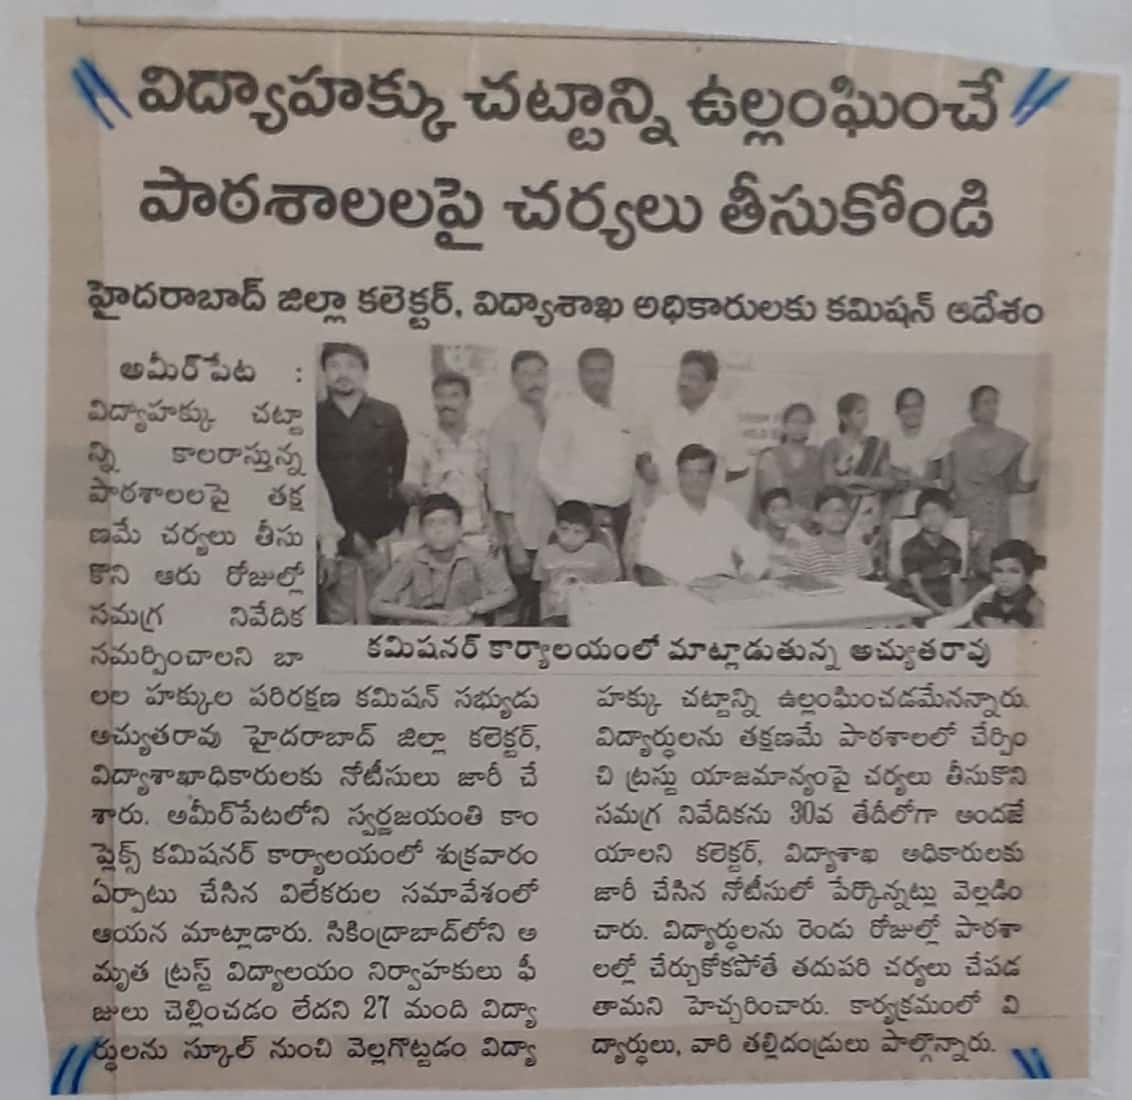 విద్యాహక్కు చట్టాన్ని ఉల్లంఘించే
పాఠశాలలపై చర్యలు తీసుకోండి
హైదరాబాద్ జిల్లా కలెక్టర్, విద్యాశాఖ అధికారులకు కమిషన్ ఆదేశం
అమీర్‌పేట :
విద్యాహక్కు చట్టా
న్ని కాలరాస్తున్న
పాఠశాలలపై తక్ష
ణమే చర్యలు తీసు
కొని ఆరు రోజుల్లో
సమగ్ర నివేదిక
సమర్పించాలని బా
లల హక్కుల పరిరక్షణ కమిషన్ సభ్యుడు
అచ్యుతరావు హైదరాబాద్ జిల్లా కలెక్టర్,
విద్యాశాఖాధికారులకు నోటీసులు జారీ చే
శారు. అమీర్‌పేటలోని స్వర్ణజయంతి కాం
ప్లెక్స్ కమిషనర్ కార్యాలయంలో శుక్రవారం
ఏర్పాటు చేసిన విలేకరుల సమావేశంలో
ఆయన మాట్లాడారు. సికింద్రాబాద్‌లోని అ
మృత ట్రస్ట్ విద్యాలయం నిర్వాహకులు ఫీ
జులు చెల్లించడం లేదని 27 మంది విద్యా
ర్థులను స్కూల్ నుంచి వెల్లగొట్టడం విద్యా
కమిషనర్ కార్యాలయంలో మాట్లాడుతున్న అచ్యుతరావు
హక్కు చట్టాన్ని ఉల్లంఘించడమేనన్నారు.
విద్యార్థులను తక్షణమే పాఠశాలలో చేర్పిం
చి ట్రస్టు యాజమాన్యంపై చర్యలు తీసుకొని
సమగ్ర నివేదికను 30వ తేదీలోగా అందజే
యాలని కలెక్టర్, విద్యాశాఖ అధికారులకు
జారీ చేసిన నోటీసులో పేర్కొన్నట్లు వెల్లడిం
చారు. విద్యార్థులను రెండు రోజుల్లో పాఠశా
లల్లో చేర్చుకోకపోతే తదుపరి చర్యలు చేపడ
తామని హెచ్చరించారు. కార్యక్రమంలో వి
ద్యార్థులు, వారి తల్లిదండ్రులు పాల్గొన్నారు.